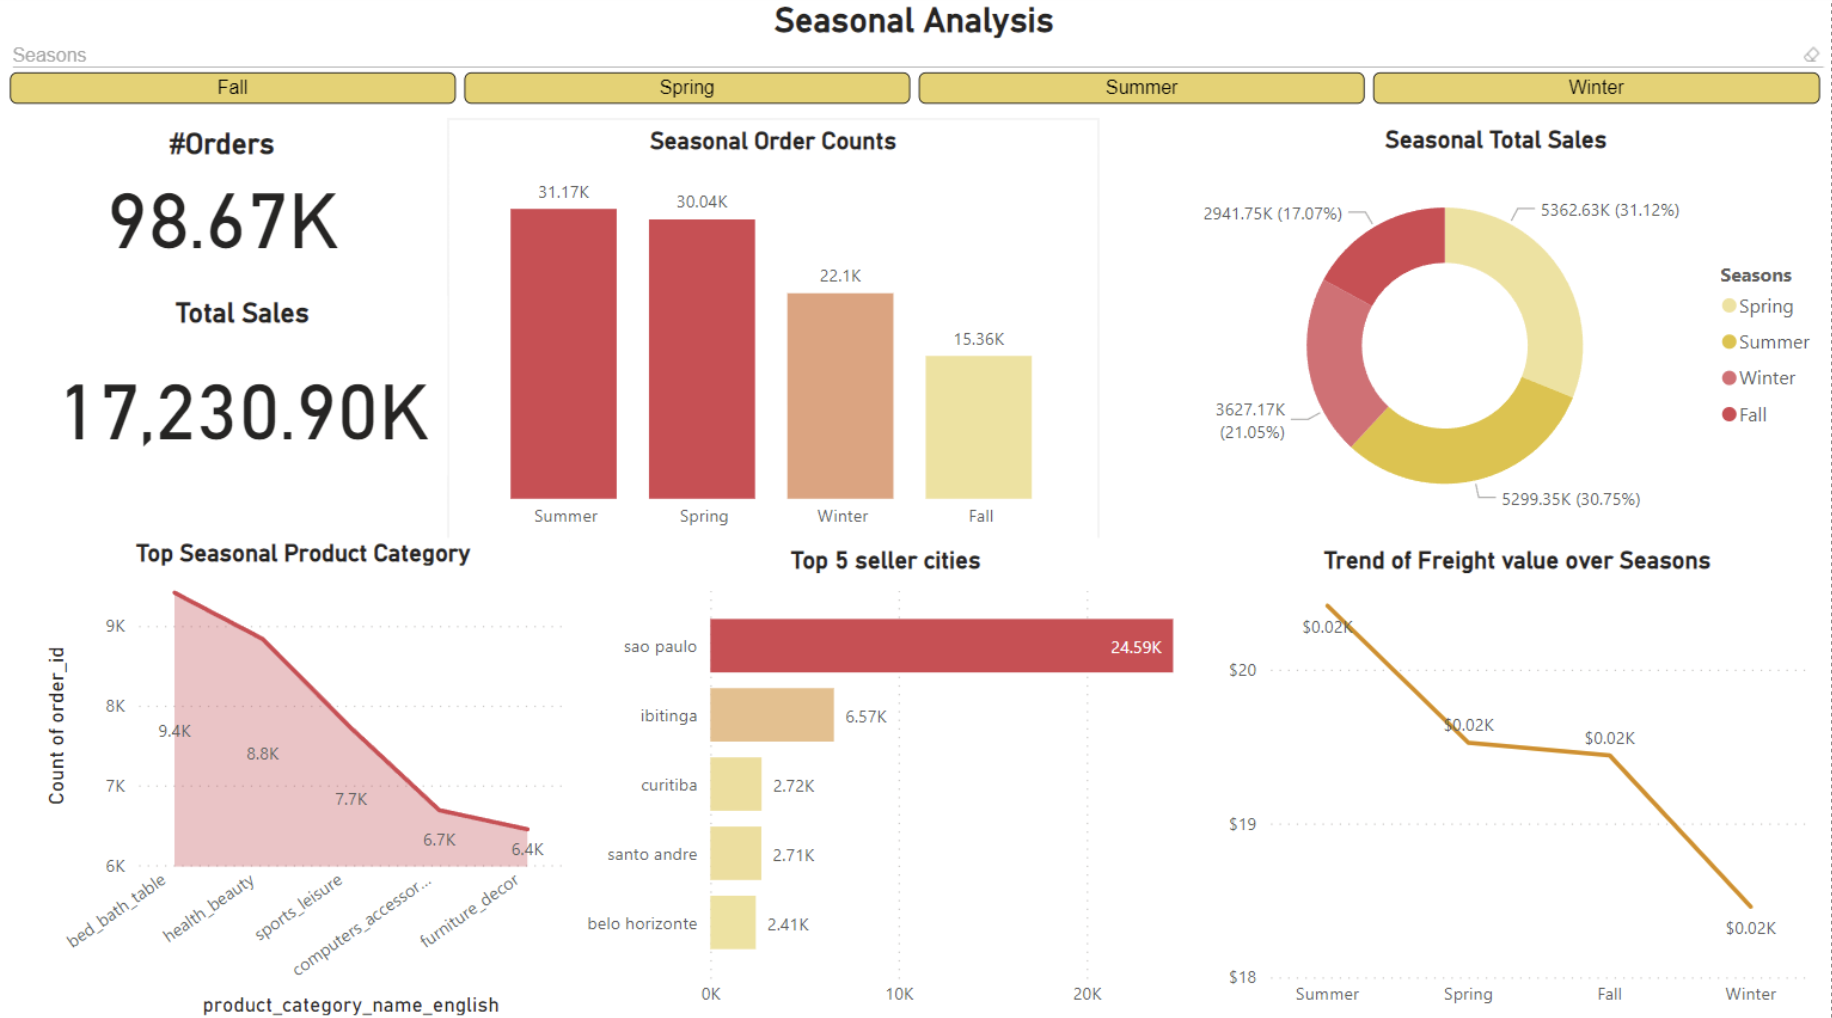 Seasonal Analysis
Seasons
Fall
Spring
Summer
Winter
#Orders
98.67K
Total Sales
17,230.90K
Seasonal Order Counts
31.17K
30.04K
22.1K
15.36K
Summer
Spring
Winter
Fall
Seasonal Total Sales
2941.75K (17.07%)
5362.63K (31.12%)
3627.17K
(21.05%)
5299.35K (30.75%)
Seasons
Spring
Summer
Winter
Fall
Top Seasonal Product Category
Count of order_id
9K
8K
7K
6K
9.4K
8.8K
7.7K
6.7K
6.4K
bed_bath_table
health_beauty
sports_leisure
computers_accessor...
furniture_decor
product_category_name_english
Top 5 seller cities
sao paulo
24.59K
ibitinga
6.57K
curitiba
2.72K
santo andre
2.71K
belo horizonte
2.41K
0K
10K
20K
Trend of Freight value over Seasons
$20
$19
$18
$0.02K
$0.02K
$0.02K
$0.02K
Summer
Spring
Fall
Winter